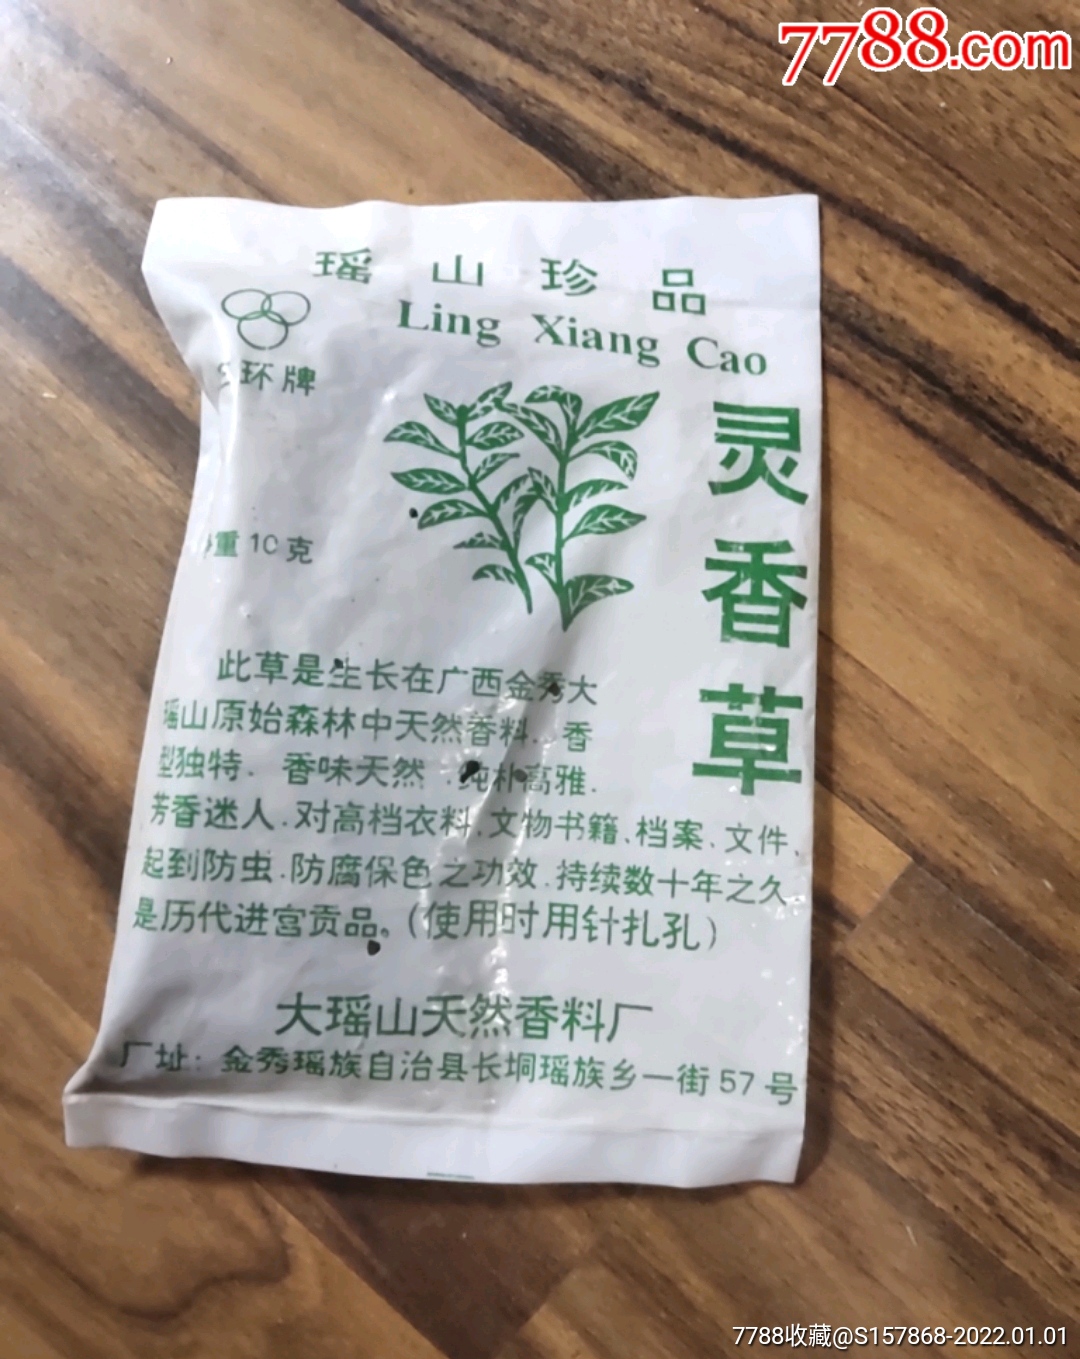 7788.com
瑶山珍品
Ling Xiang Cao
环牌
灵香草
重10克
此草是生长在广西金秀大
瑶山原始森林中天然香料.香
型独特.香味天然.纯朴高雅.
芳香迷人.对高档衣料.文物书籍、档案、文件、
起到防虫.防腐保色之功效.持续数十年之久
是历代进宫贡品。(使用时用针扎孔)
大瑶山天然香料厂
厂址：金秀瑶族自治县长垌瑶族乡一街57号
7788收藏@S157868-2022.01.01